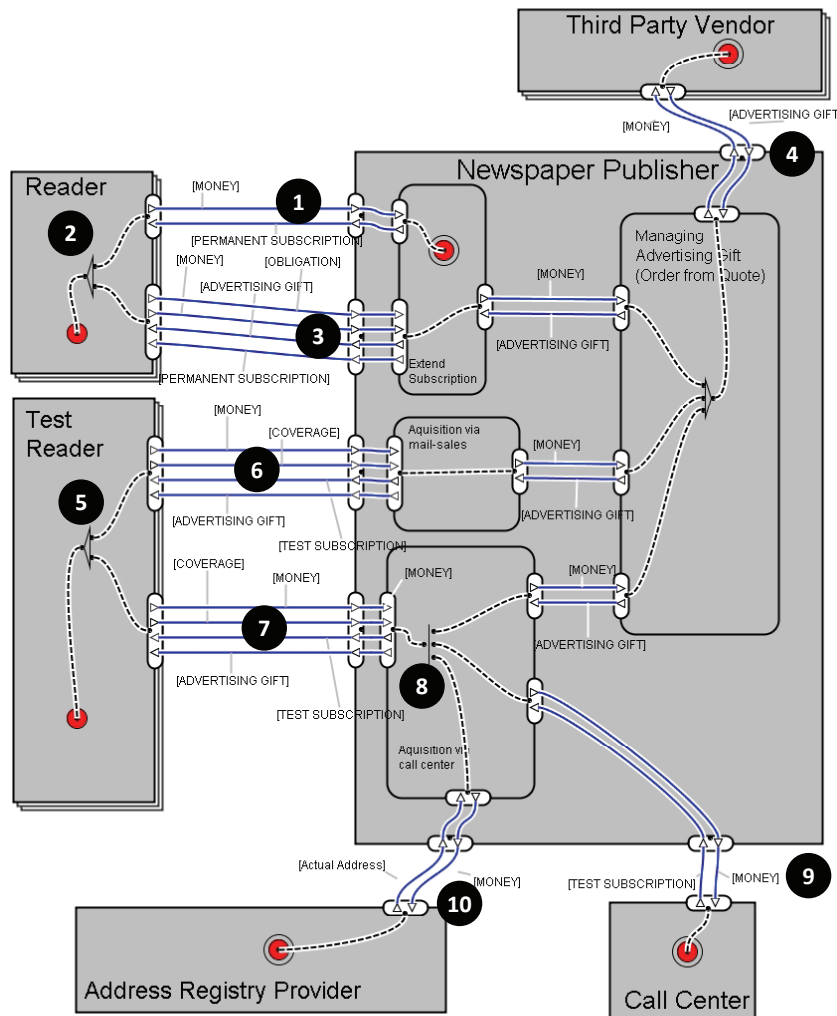 Third Party Vendor
[ADVERTISING GIFT]
[MONEY]
4
Newspaper Publisher
Reader
[MONEY]
1
2
[PERMANENT SUBSCRIPTION]
[MONEY]
[OBLIGATION]
[ADVERTISING GIFT]
3
[PERMANENT SUBSCRIPTION]
Extend
Subscription
Managing
Advertising Gift
(Order from Quote)
[MONEY]
[ADVERTISING GIFT]
Test
Reader
[MONEY]
[COVERAGE]
6
5
[ADVERTISING GIFT]
[TEST SUBSCRIPTION]
Aquisition via
mail-sales
[MONEY]
[ADVERTISING GIFT]
[COVERAGE]
[MONEY]
[MONEY]
7
[ADVERTISING GIFT]
[TEST SUBSCRIPTION]
8
[MONEY]
[ADVERTISING GIFT]
Aquisition via
call center
[Actual Address]
[MONEY]
10
[TEST SUBSCRIPTION]
[MONEY]
9
Address Registry Provider
Call Center